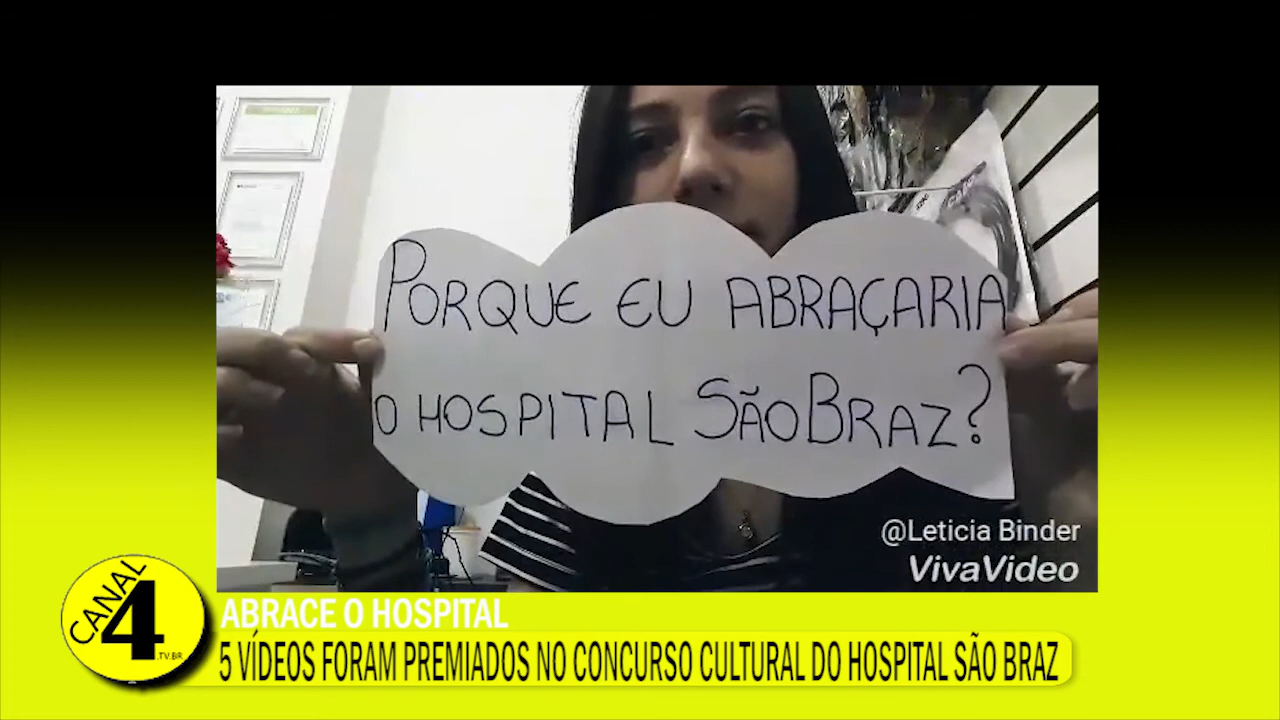 PORQUE EU ABRAÇARIA
O HOSPITAL SÃO BRAZ?
@Leticia Binder
VivaVideo
CANAL
4
.TV.BR
ABRACE O HOSPITAL
5 VÍDEOS FORAM PREMIADOS NO CONCURSO CULTURAL DO HOSPITAL SÃO BRAZ